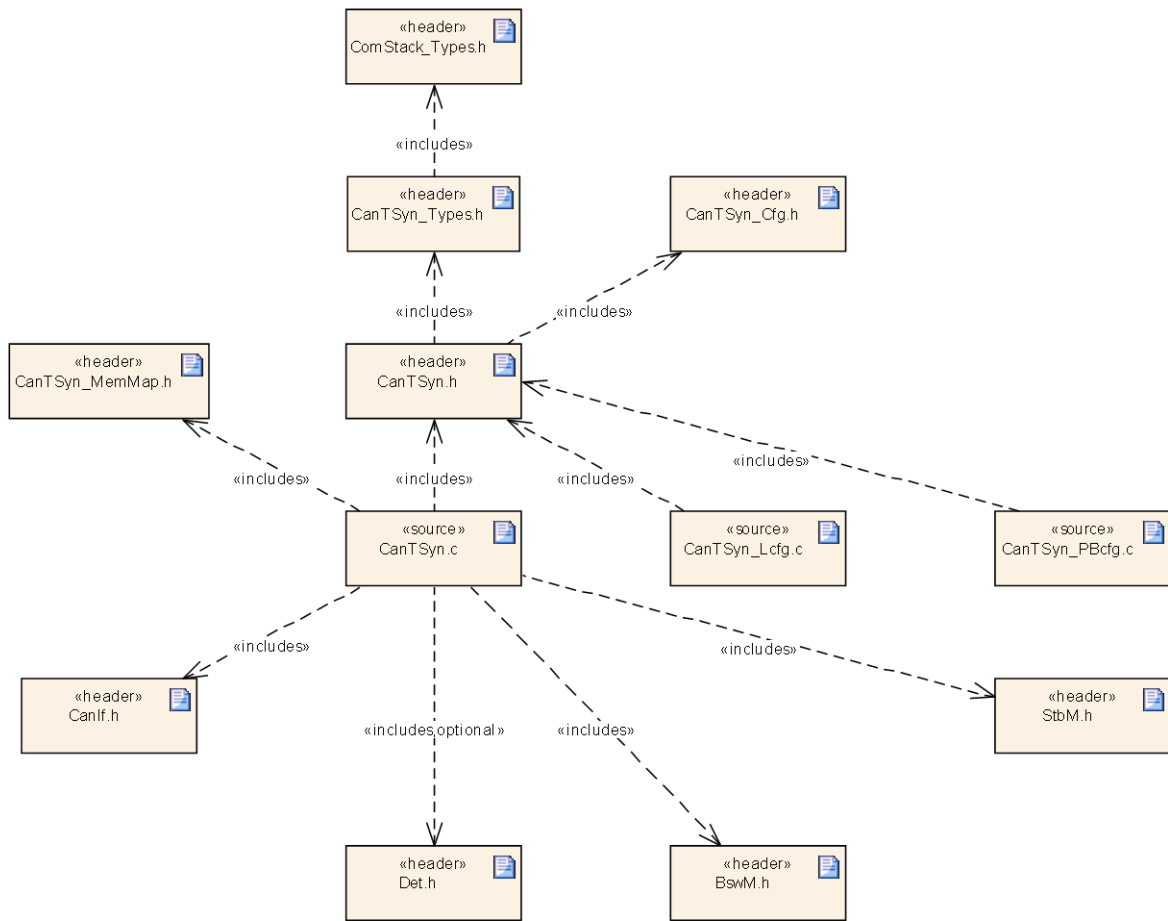 «header»
ComStack_Types.h
«includes»
«header»
CanTSyn_Types.h
«header»
CanTSyn_Cfg.h
«includes»
«includes»
«header»
CanTSyn_MemMap.h
«header»
CanTSyn.h
«includes»
«includes»
«includes»
«includes»
«source»
CanTSyn.c
«source»
CanTSyn_Lcfg.c
«source»
CanTSyn_PBcfg.c
«includes»
«includes»
«header»
CanIf.h
«header»
StbM.h
«includes optional»
«includes»
«header»
Det.h
«header»
BswM.h